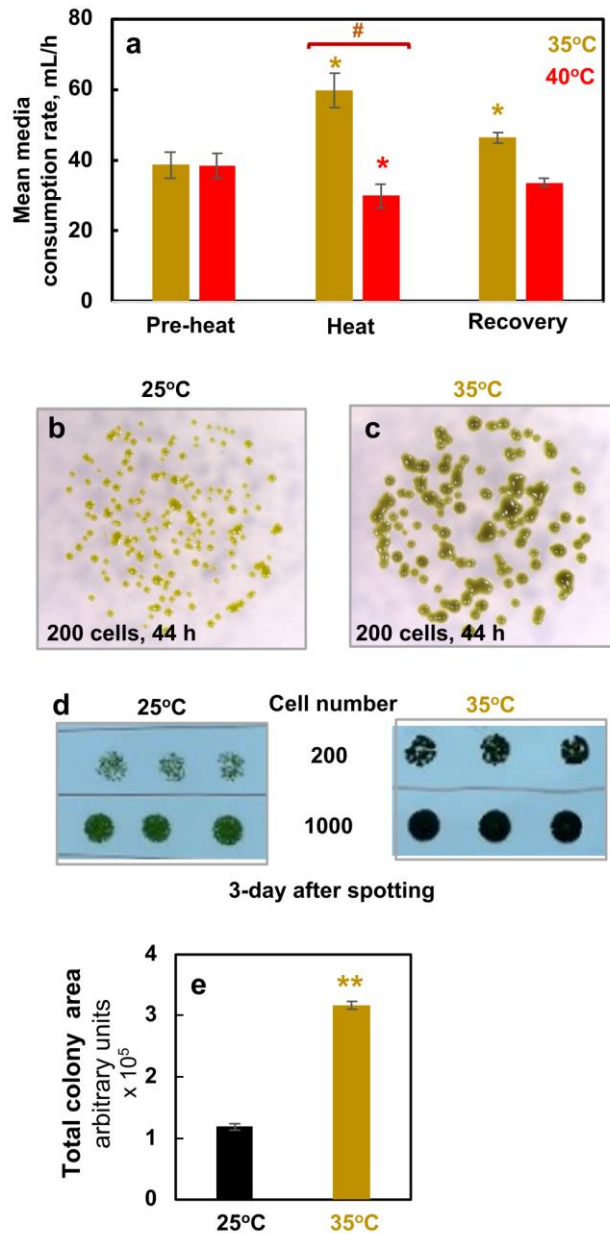 a
#
35°C
40°C
Mean media
consumption rate, mL/h
80
60
40
20
0
*
*
*
Pre-heat
Heat
Recovery
25°C
35°C
b
200 cells, 44 h
c
200 cells, 44 h
d
25°C
Cell number
35°C
200
1000
3-day after spotting
e
Total colony area
arbitrary units
x 10⁵
4
3
2
1
0
**
25°C
35°C